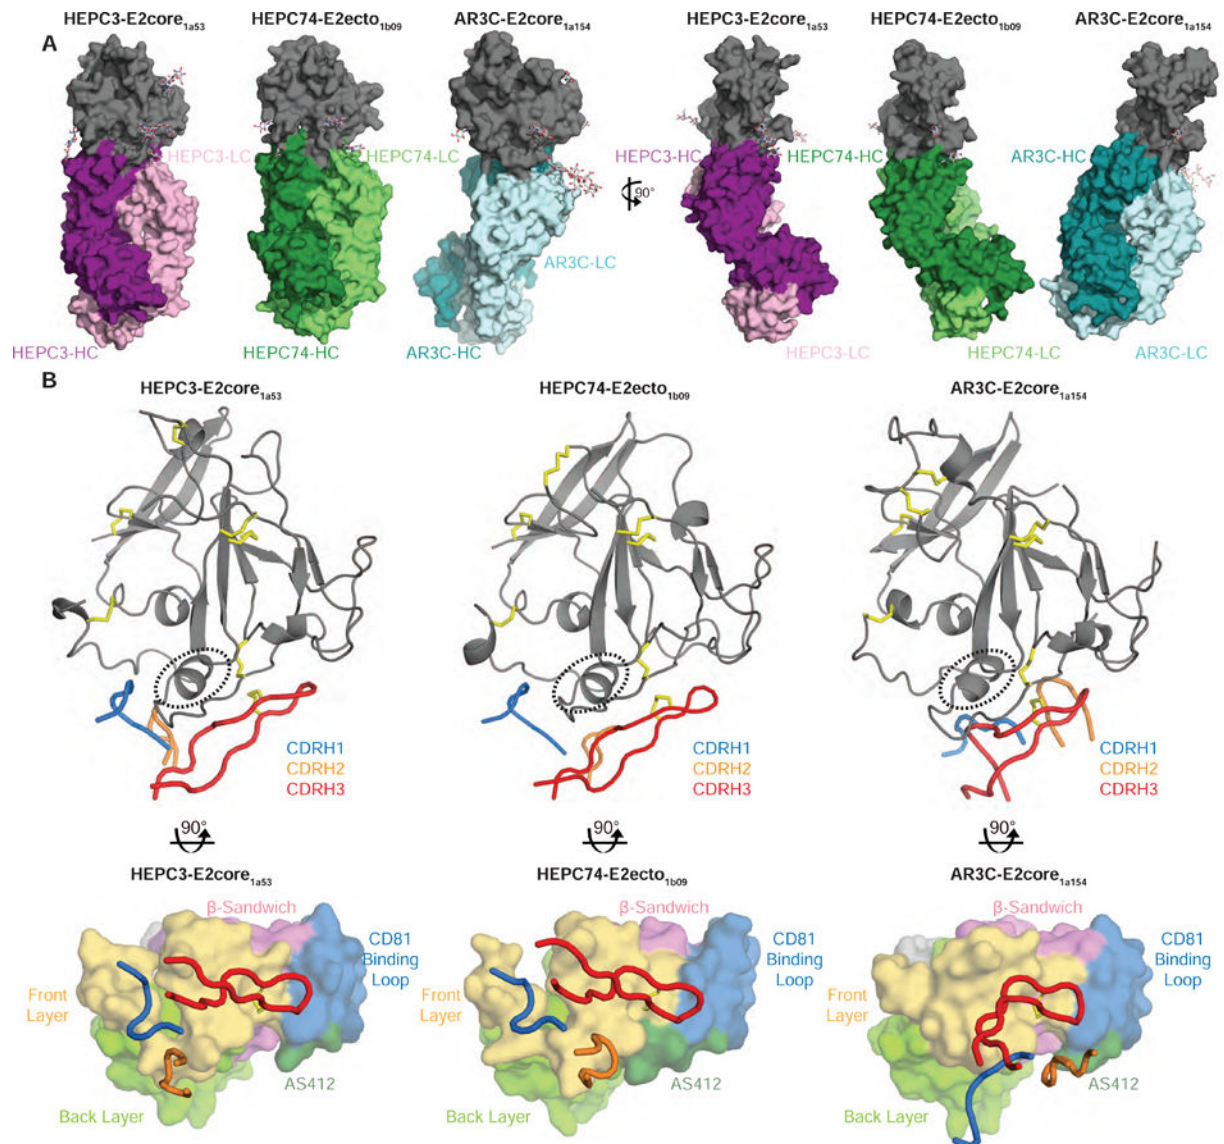 A
HEPC3-E2core1a53 HEPC74-E2ecto1b09 AR3C-E2core1a154 HEPC3-E2core1a53 HEPC74-E2ecto1b09 AR3C-E2core1a154
HEPC3-LC HEPC74-LC HEPC3-HC HEPC74-HC AR3C-HC
90°
AR3C-LC
HEPC3-HC HEPC74-HC AR3C-HC HEPC3-LC HEPC74-LC AR3C-LC
B
HEPC3-E2core1a53 HEPC74-E2ecto1b09 AR3C-E2core1a154
CDRH1 CDRH1 CDRH1
CDRH2 CDRH2 CDRH2
CDRH3 CDRH3 CDRH3
90° 90° 90°
HEPC3-E2core1a53 HEPC74-E2ecto1b09 AR3C-E2core1a154
β-Sandwich β-Sandwich β-Sandwich
CD81 CD81 CD81
Binding Binding Binding
Loop Loop Loop
Front Front Front
Layer Layer Layer
AS412 AS412 AS412
Back Layer Back Layer Back Layer